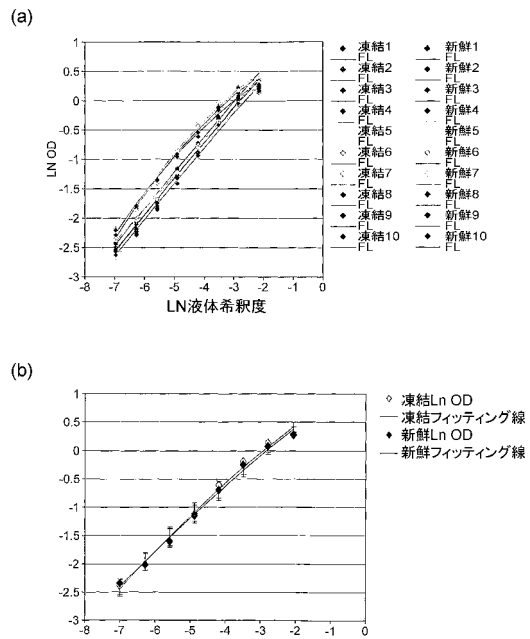 (a)
1
0.5
0
-0.5
-1
-1.5
-2
-2.5
-3
LN OD
-8 -7 -6 -5 -4 -3 -2 -1 0
LN液体希釈度
凍結1 新鮮1
FL FL
凍結2 新鮮2
FL FL
凍結3 新鮮3
FL FL
凍結4 新鮮4
FL FL
凍結5 新鮮5
FL FL
凍結6 新鮮6
FL FL
凍結7 新鮮7
FL FL
凍結8 新鮮8
FL FL
凍結9 新鮮9
FL FL
凍結10 新鮮10
FL FL
(b)
1
0.5
0
-0.5
-1
-1.5
-2
-2.5
-3
-8 -7 -6 -5 -4 -3 -2 -1 0
凍結Ln OD
凍結フィッティング線
新鮮Ln OD
新鮮フィッティング線